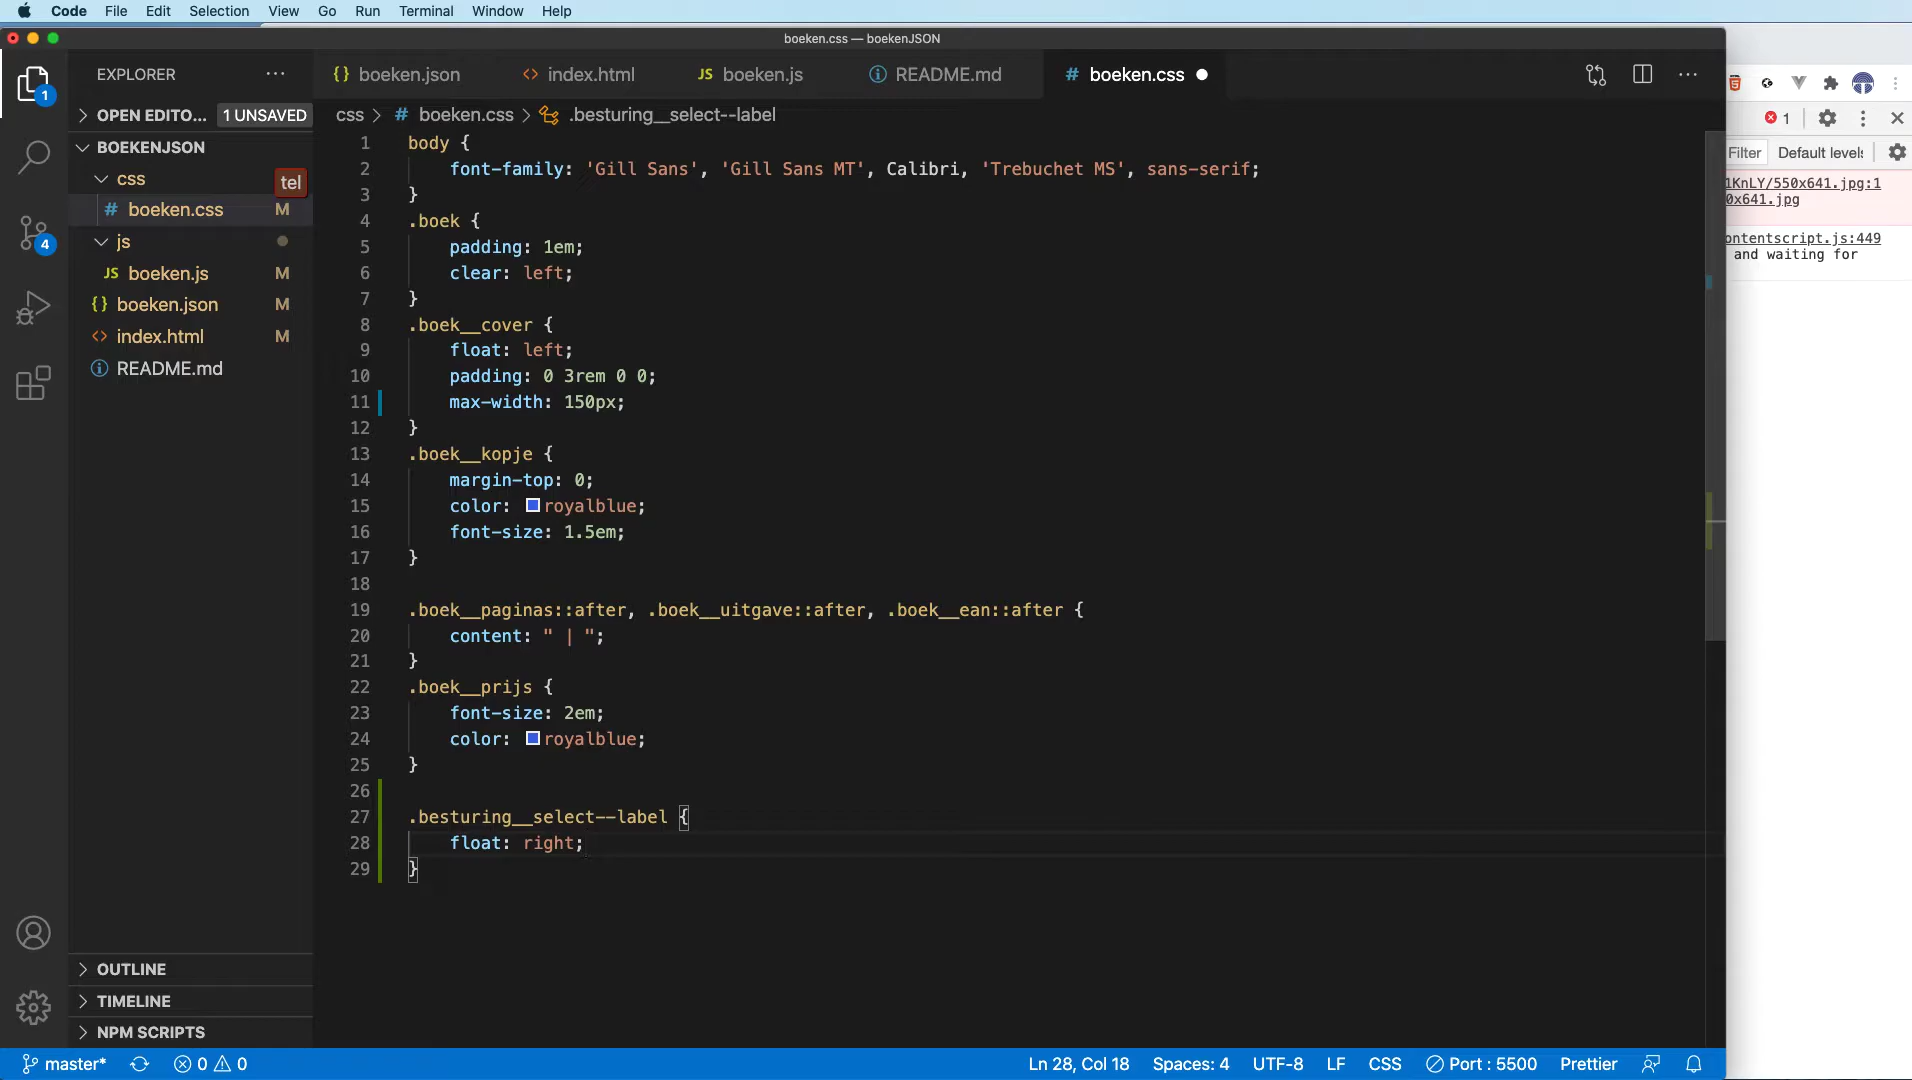 Code File Edit Selection View Go Run Terminal Window Help
boeken.css — boekenJSON
EXPLORER
boeken.json index.html JS boeken.js README.md # boeken.css
OPEN EDITO... 1 UNSAVED
css > # boeken.css > .besturing__select--label
BOEKENJSON
css tel
# boeken.css M
js
JS boeken.js M
{} boeken.json M
<> index.html M
README.md
OUTLINE
TIMELINE
NPM SCRIPTS
1
4
1 body {
2 font-family: 'Gill Sans', 'Gill Sans MT', Calibri, 'Trebuchet MS', sans-serif;
3 }
4 .boek {
5 padding: 1em;
6 clear: left;
7 }
8 .boek__cover {
9 float: left;
10 padding: 0 3rem 0 0;
11 max-width: 150px;
12 }
13 .boek__kopje {
14 margin-top: 0;
15 color: royalblue;
16 font-size: 1.5em;
17 }
18
19 .boek__paginas::after, .boek__uitgave::after, .boek__ean::after {
20 content: " | ";
21 }
22 .boek__prijs {
23 font-size: 2em;
24 color: royalblue;
25 }
26
27 .besturing__select--label {
28 float: right;
29 }
1
Filter Default levels
1KnLY/550x641.jpg:1
0x641.jpg
ontentscript.js:449
and waiting for
master* 0 0 Ln 28, Col 18 Spaces: 4 UTF-8 LF CSS Port : 5500 Prettier